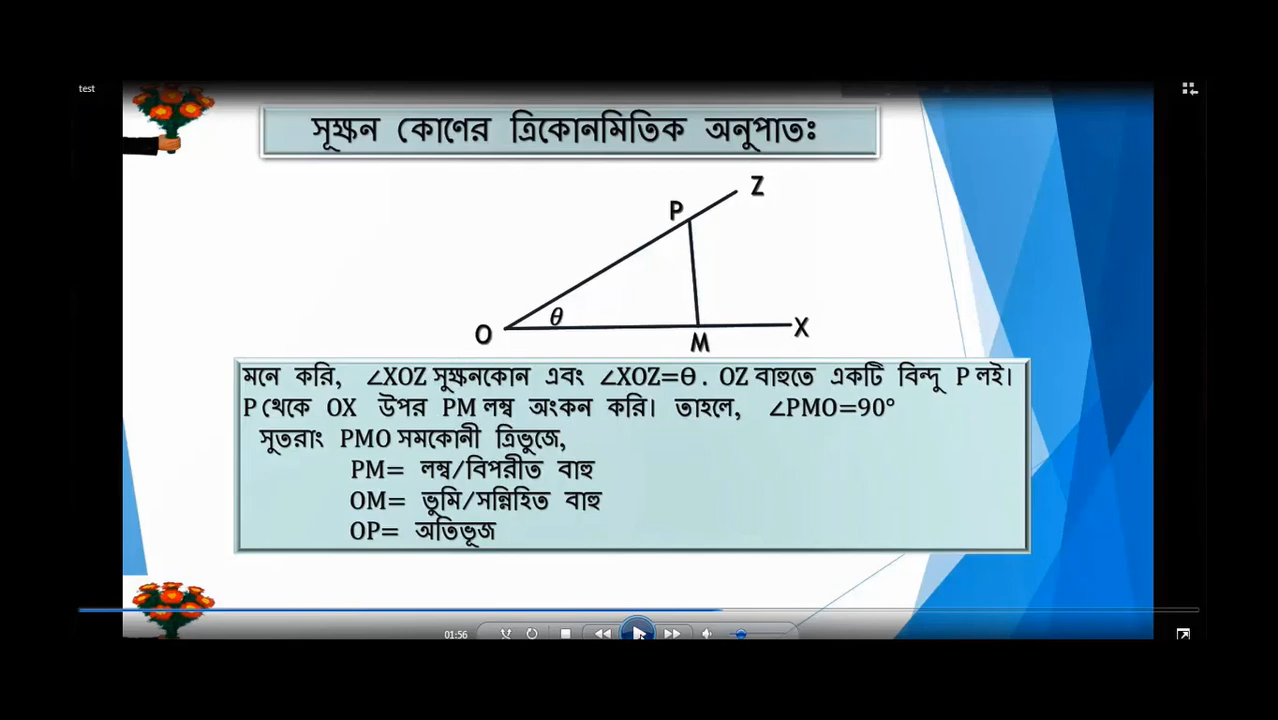 test
সূক্ষন কোণের ত্রিকোনমিতিক অনুপাতঃ
Z
P
θ
O
M
X
মনে করি, ∠XOZ সুক্ষনকোন এবং ∠XOZ=Ө. OZ বাহুতে একটি বিন্দু P লই।
P থেকে OX উপর PM লম্ব অংকন করি। তাহলে, ∠PMO=90°
সুতরাং PMO সমকোনী ত্রিভুজে,
PM= লম্ব/বিপরীত বাহু
OM= ভুমি/সন্নিহিত বাহু
OP= অতিভূজ
01:56